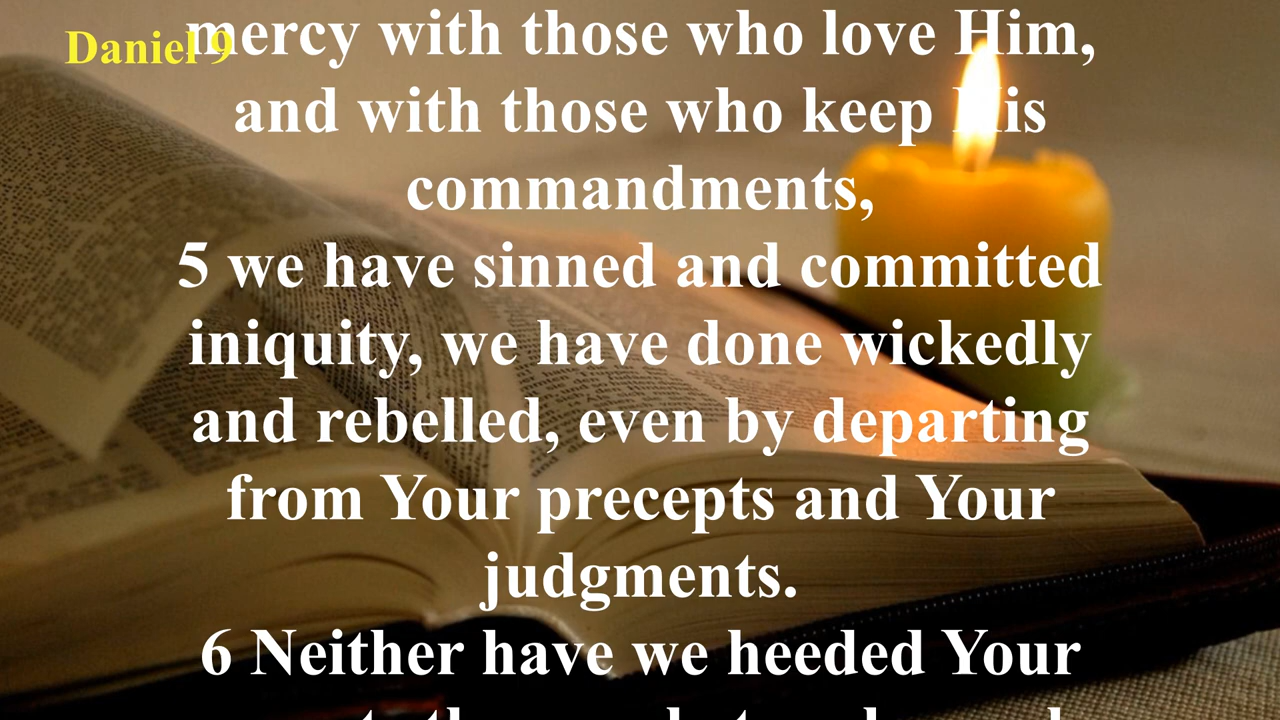 Daniel 9
mercy with those who love Him,
and with those who keep His
commandments,
5 we have sinned and committed
iniquity, we have done wickedly
and rebelled, even by departing
from Your precepts and Your
judgments.
6 Neither have we heeded Your